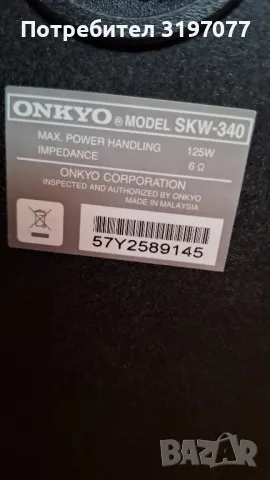 Потребител 3197077
ONKYO® MODEL SKW-340
MAX. POWER HANDLING 125W
IMPEDANCE 6 Ω
ONKYO CORPORATION
INSPECTED AND AUTHORIZED BY ONKYO
MADE IN MALAYSIA
57Y2589145
bazar